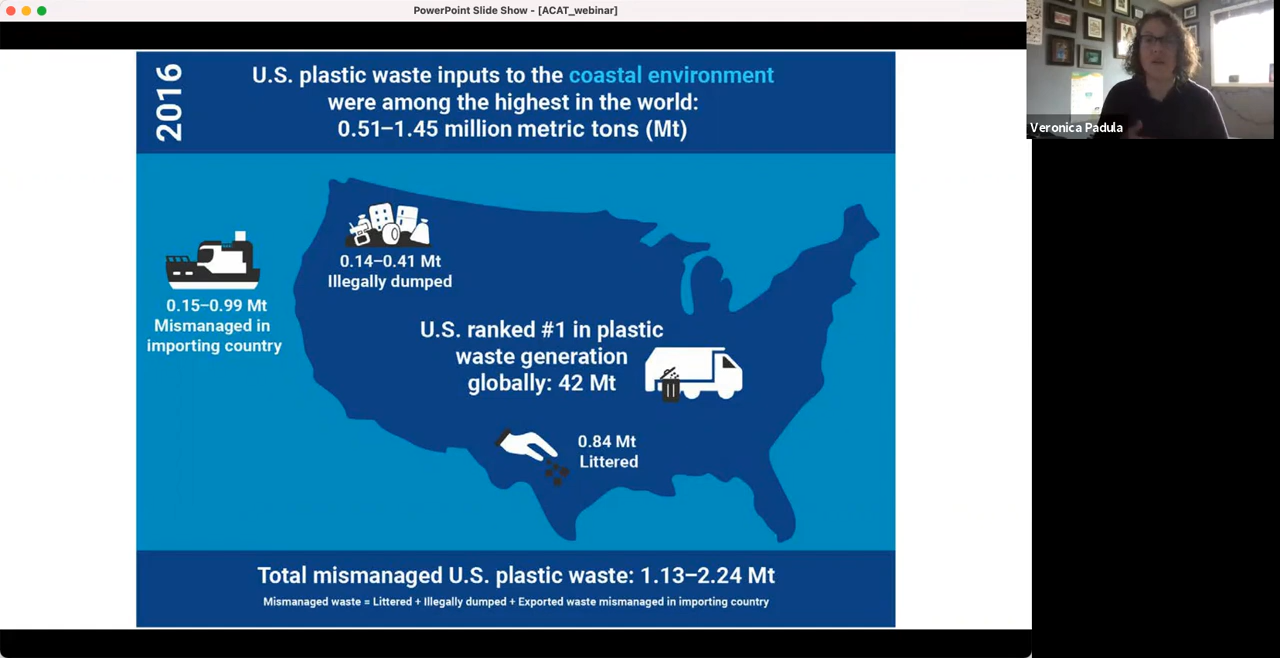 PowerPoint Slide Show - [ACAT_webinar]
2016
U.S. plastic waste inputs to the coastal environment
were among the highest in the world:
0.51–1.45 million metric tons (Mt)
0.14–0.41 Mt
Illegally dumped
0.15–0.99 Mt
Mismanaged in
importing country
U.S. ranked #1 in plastic
waste generation
globally: 42 Mt
0.84 Mt
Littered
Total mismanaged U.S. plastic waste: 1.13–2.24 Mt
Mismanaged waste = Littered + Illegally dumped + Exported waste mismanaged in importing country
Veronica Padula